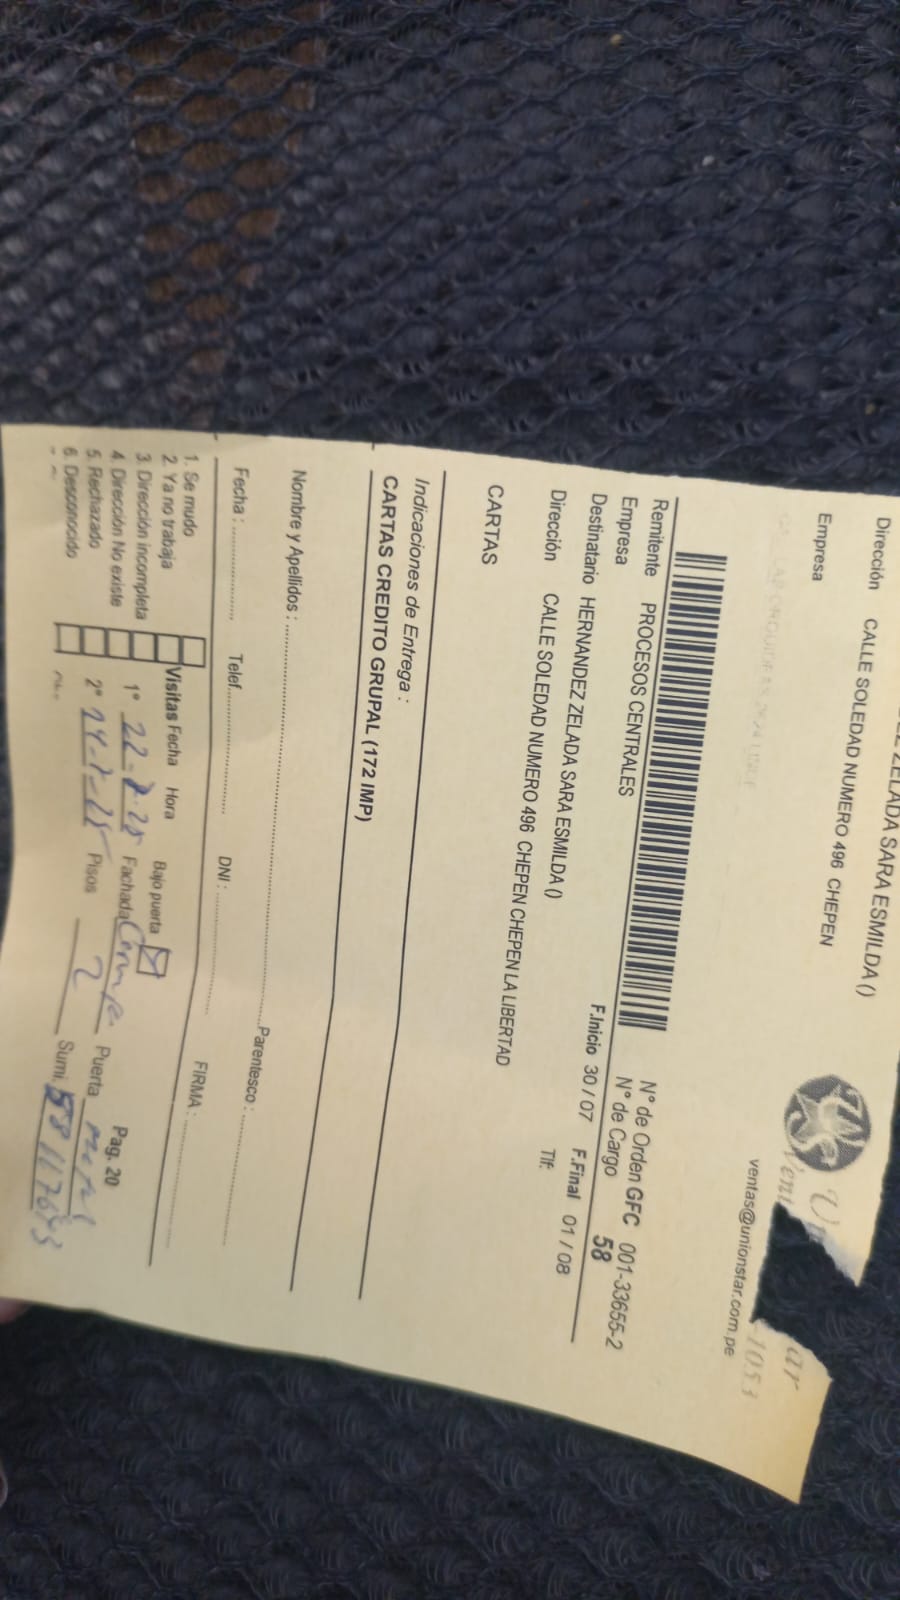 ZELADA SARA ESMILDA ()
Dirección CALLE SOLEDAD NUMERO 496 CHEPEN
Empresa
ventas@unionstar.com.pe
Remitente PROCESOS CENTRALES
Empresa
Destinatario HERNANDEZ ZELADA SARA ESMILDA ()
Dirección CALLE SOLEDAD NUMERO 496 CHEPEN CHEPEN LA LIBERTAD
N° de Orden GFC 001-33655-2
N° de Cargo 58
F.Inicio 30 / 07 F.Final 01 / 08
Tlf:
CARTAS
Indicaciones de Entrega :
CARTAS CREDITO GRUPAL (172 IMP)
Nombre y Apellidos : Parentesco :
Fecha : Telef. DNI : FIRMA :
1. Se mudo
2. Ya no trabaja
3. Dirección incompleta
4. Dirección No existe
5. Rechazado
6. Desconocido
Visitas Fecha Hora Bajo puerta
1° Fachada Puerta
2° Pisos 2 Sumi.
Pag. 20